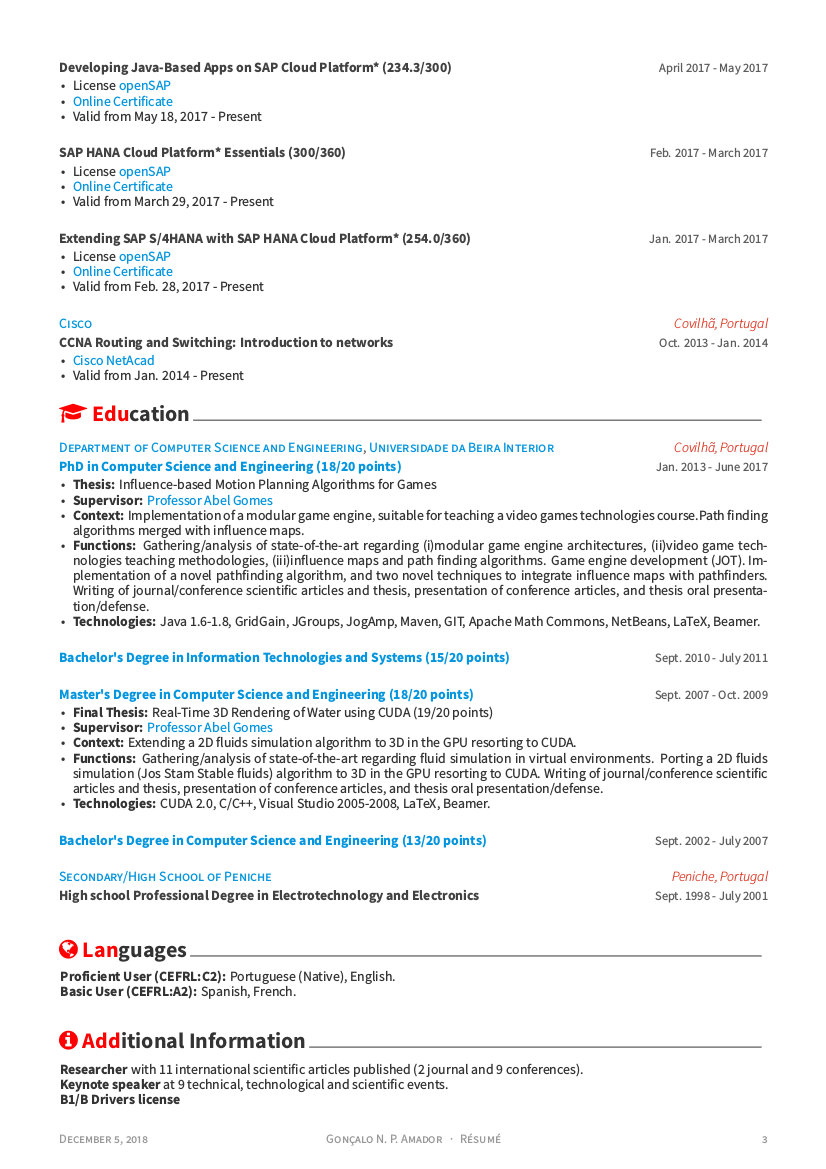 Developing Java-Based Apps on SAP Cloud Platform* (234.3/300) April 2017 - May 2017
• License openSAP
• Online Certificate
• Valid from May 18, 2017 - Present
SAP HANA Cloud Platform* Essentials (300/360) Feb. 2017 - March 2017
• License openSAP
• Online Certificate
• Valid from March 29, 2017 - Present
Extending SAP S/4HANA with SAP HANA Cloud Platform* (254.0/360) Jan. 2017 - March 2017
• License openSAP
• Online Certificate
• Valid from Feb. 28, 2017 - Present
Cisco Covilhã, Portugal
CCNA Routing and Switching: Introduction to networks Oct. 2013 - Jan. 2014
• Cisco NetAcad
• Valid from Jan. 2014 - Present
Education
Department of Computer Science and Engineering, Universidade da Beira Interior Covilhã, Portugal
PhD in Computer Science and Engineering (18/20 points) Jan. 2013 - June 2017
• Thesis: Influence-based Motion Planning Algorithms for Games
• Supervisor: Professor Abel Gomes
• Context: Implementation of a modular game engine, suitable for teaching a video games technologies course.Path finding
algorithms merged with influence maps.
• Functions: Gathering/analysis of state-of-the-art regarding (i)modular game engine architectures, (ii)video game tech-
nologies teaching methodologies, (iii)influence maps and path finding algorithms. Game engine development (JOT). Im-
plementation of a novel pathfinding algorithm, and two novel techniques to integrate influence maps with pathfinders.
Writing of journal/conference scientific articles and thesis, presentation of conference articles, and thesis oral presenta-
tion/defense.
• Technologies: Java 1.6-1.8, GridGain, JGroups, JogAmp, Maven, GIT, Apache Math Commons, NetBeans, LaTeX, Beamer.
Bachelor's Degree in Information Technologies and Systems (15/20 points) Sept. 2010 - July 2011
Master's Degree in Computer Science and Engineering (18/20 points) Sept. 2007 - Oct. 2009
• Final Thesis: Real-Time 3D Rendering of Water using CUDA (19/20 points)
• Supervisor: Professor Abel Gomes
• Context: Extending a 2D fluids simulation algorithm to 3D in the GPU resorting to CUDA.
• Functions: Gathering/analysis of state-of-the-art regarding fluid simulation in virtual environments. Porting a 2D fluids
simulation (Jos Stam Stable fluids) algorithm to 3D in the GPU resorting to CUDA. Writing of journal/conference scientific
articles and thesis, presentation of conference articles, and thesis oral presentation/defense.
• Technologies: CUDA 2.0, C/C++, Visual Studio 2005-2008, LaTeX, Beamer.
Bachelor's Degree in Computer Science and Engineering (13/20 points) Sept. 2002 - July 2007
Secondary/High School of Peniche Peniche, Portugal
High school Professional Degree in Electrotechnology and Electronics Sept. 1998 - July 2001
Languages
Proficient User (CEFRL:C2): Portuguese (Native), English.
Basic User (CEFRL:A2): Spanish, French.
Additional Information
Researcher with 11 international scientific articles published (2 journal and 9 conferences).
Keynote speaker at 9 technical, technological and scientific events.
B1/B Drivers license
December 5, 2018 Gonçalo N. P. Amador · Résumé 3